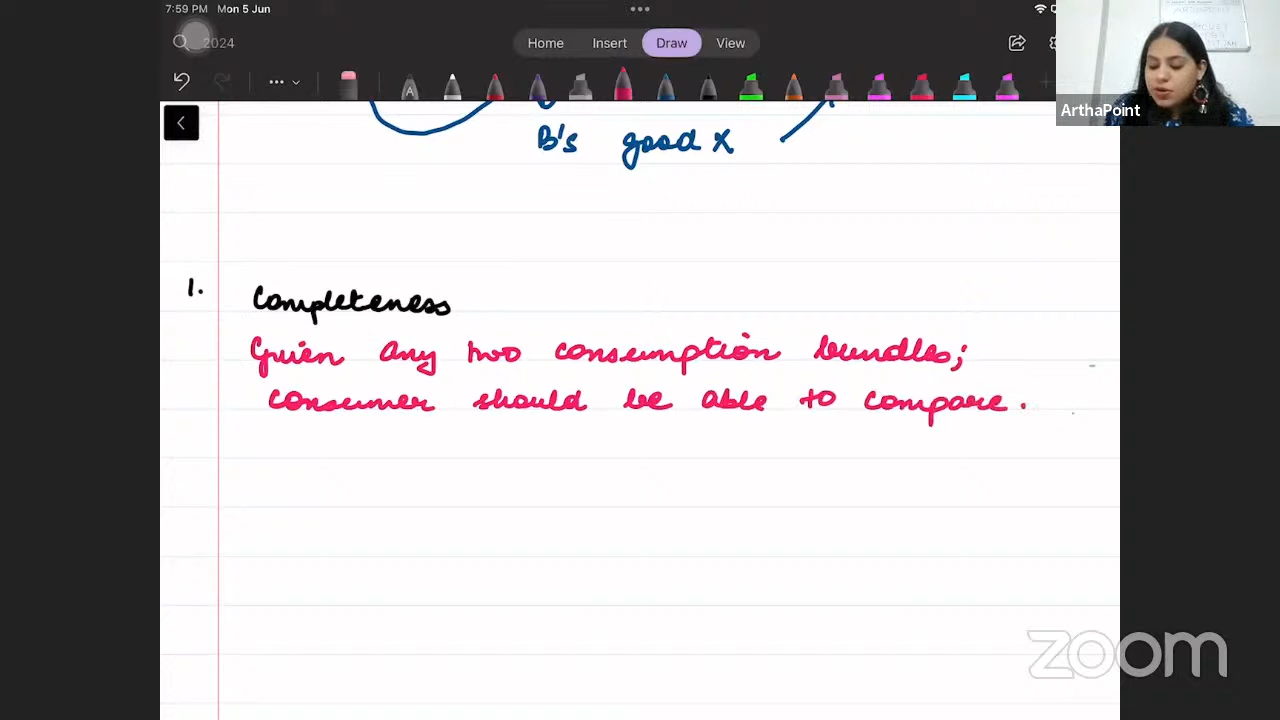 7:59 PM Mon 5 Jun
2024
Home Insert Draw View
A
ArthaPoint
B's good x
1. Completeness
Given any two consumption bundles;
consumer should be able to compare.
zoom